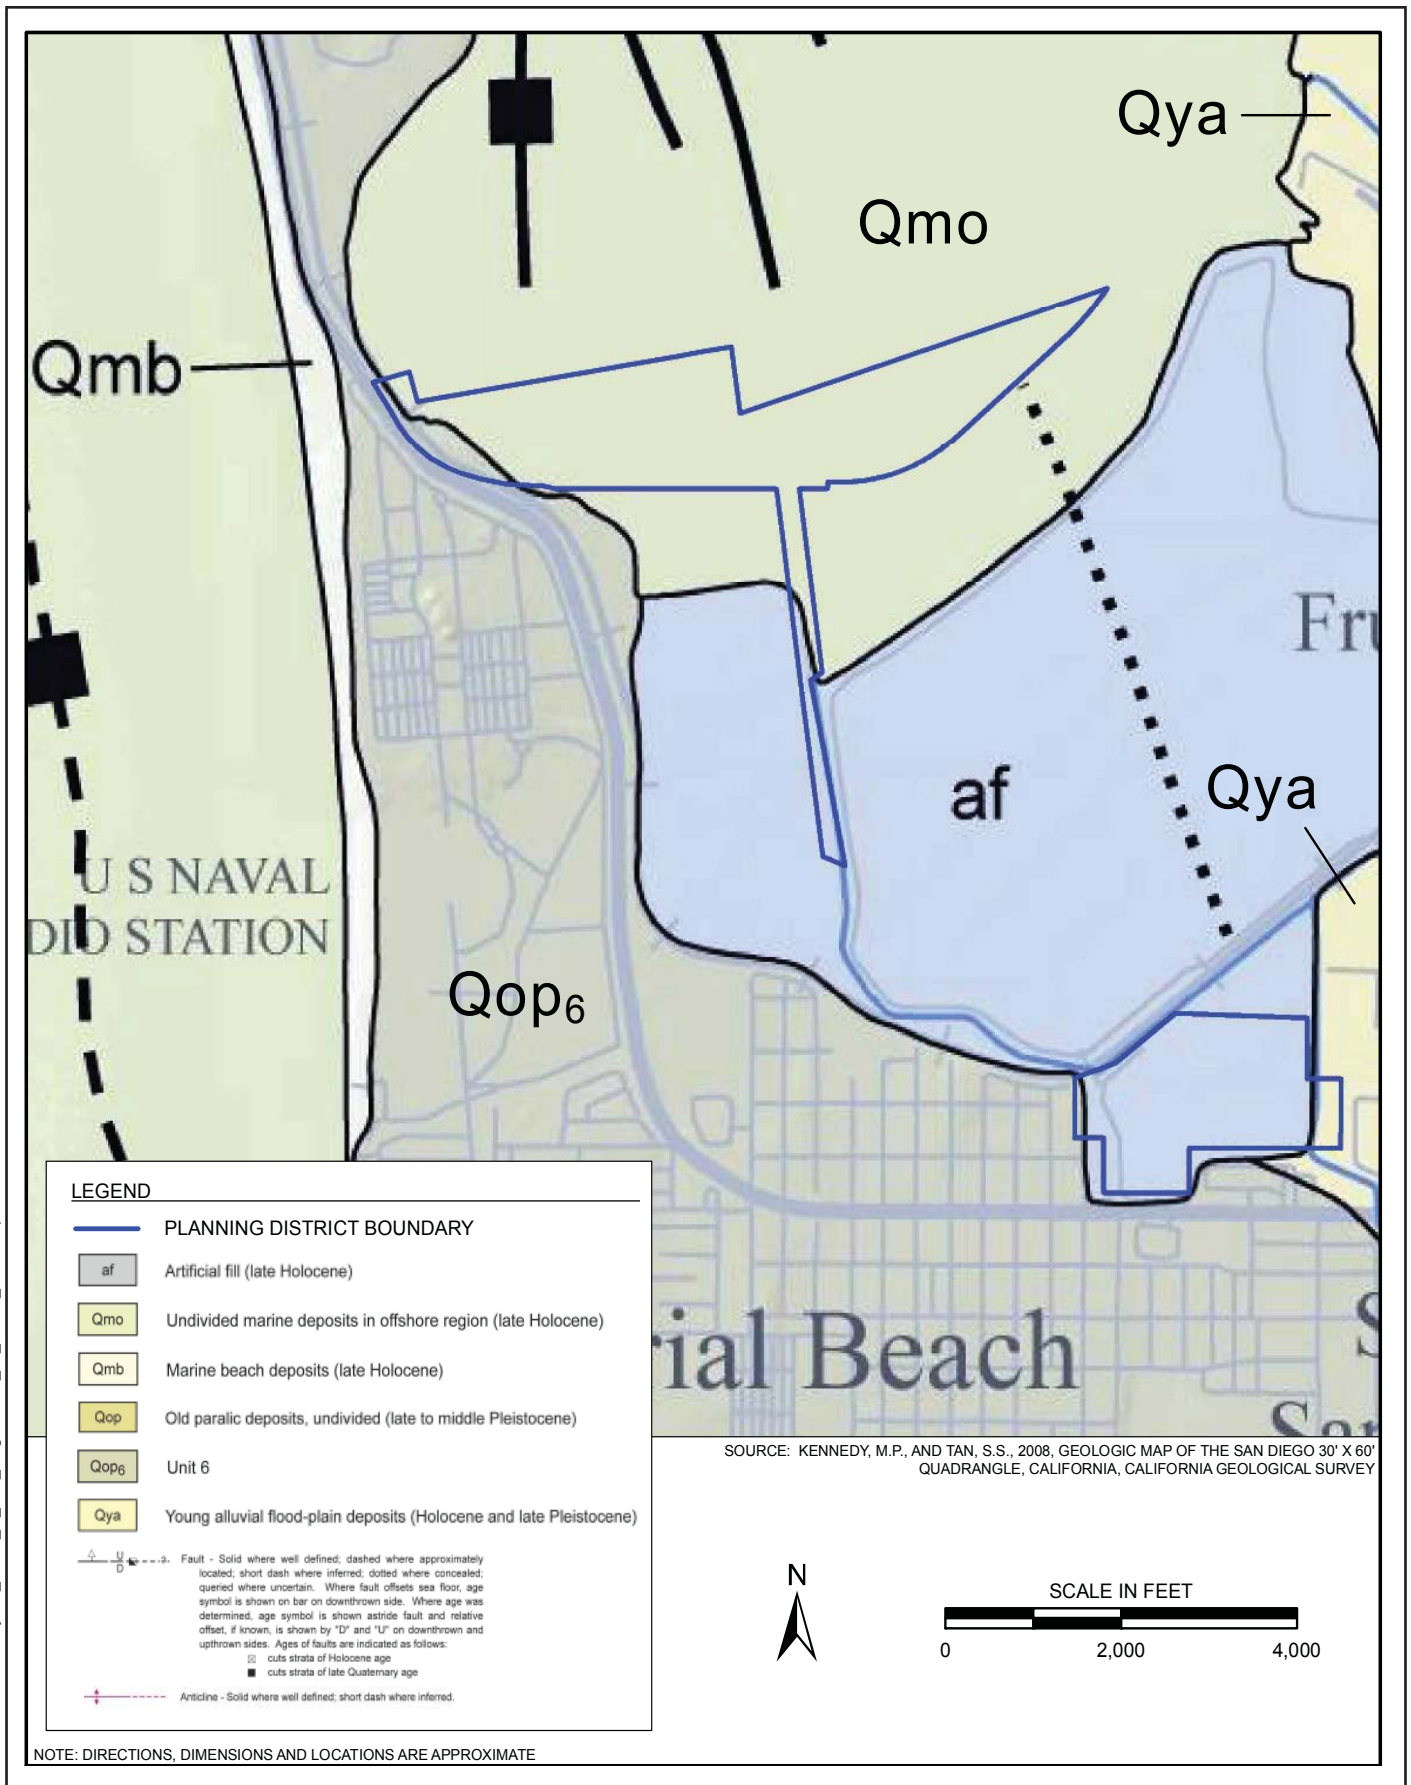 Qya
Qmo
Qmb
Fru
af
Qya
U S NAVAL
DIO STATION
Qop6
rial Beach
S
Sar
LEGEND
PLANNING DISTRICT BOUNDARY
af Artificial fill (late Holocene)
Qmo Undivided marine deposits in offshore region (late Holocene)
Qmb Marine beach deposits (late Holocene)
Qop Old paralic deposits, undivided (late to middle Pleistocene)
Qop6 Unit 6
Qya Young alluvial flood-plain deposits (Holocene and late Pleistocene)
U
D
? Fault - Solid where well defined; dashed where approximately
located; short dash where inferred; dotted where concealed;
queried where uncertain. Where fault offsets sea floor, age
symbol is shown on bar on downthrown side. Where age was
determined, age symbol is shown astride fault and relative
offset, if known, is shown by "D" and "U" on downthrown and
upthrown sides. Ages of faults are indicated as follows:
cuts strata of Holocene age
cuts strata of late Quaternary age
Anticline - Solid where well defined; short dash where inferred.
SOURCE: KENNEDY, M.P., AND TAN, S.S., 2008, GEOLOGIC MAP OF THE SAN DIEGO 30' X 60'
QUADRANGLE, CALIFORNIA, CALIFORNIA GEOLOGICAL SURVEY
N
SCALE IN FEET
0 2,000 4,000
NOTE: DIRECTIONS, DIMENSIONS AND LOCATIONS ARE APPROXIMATE